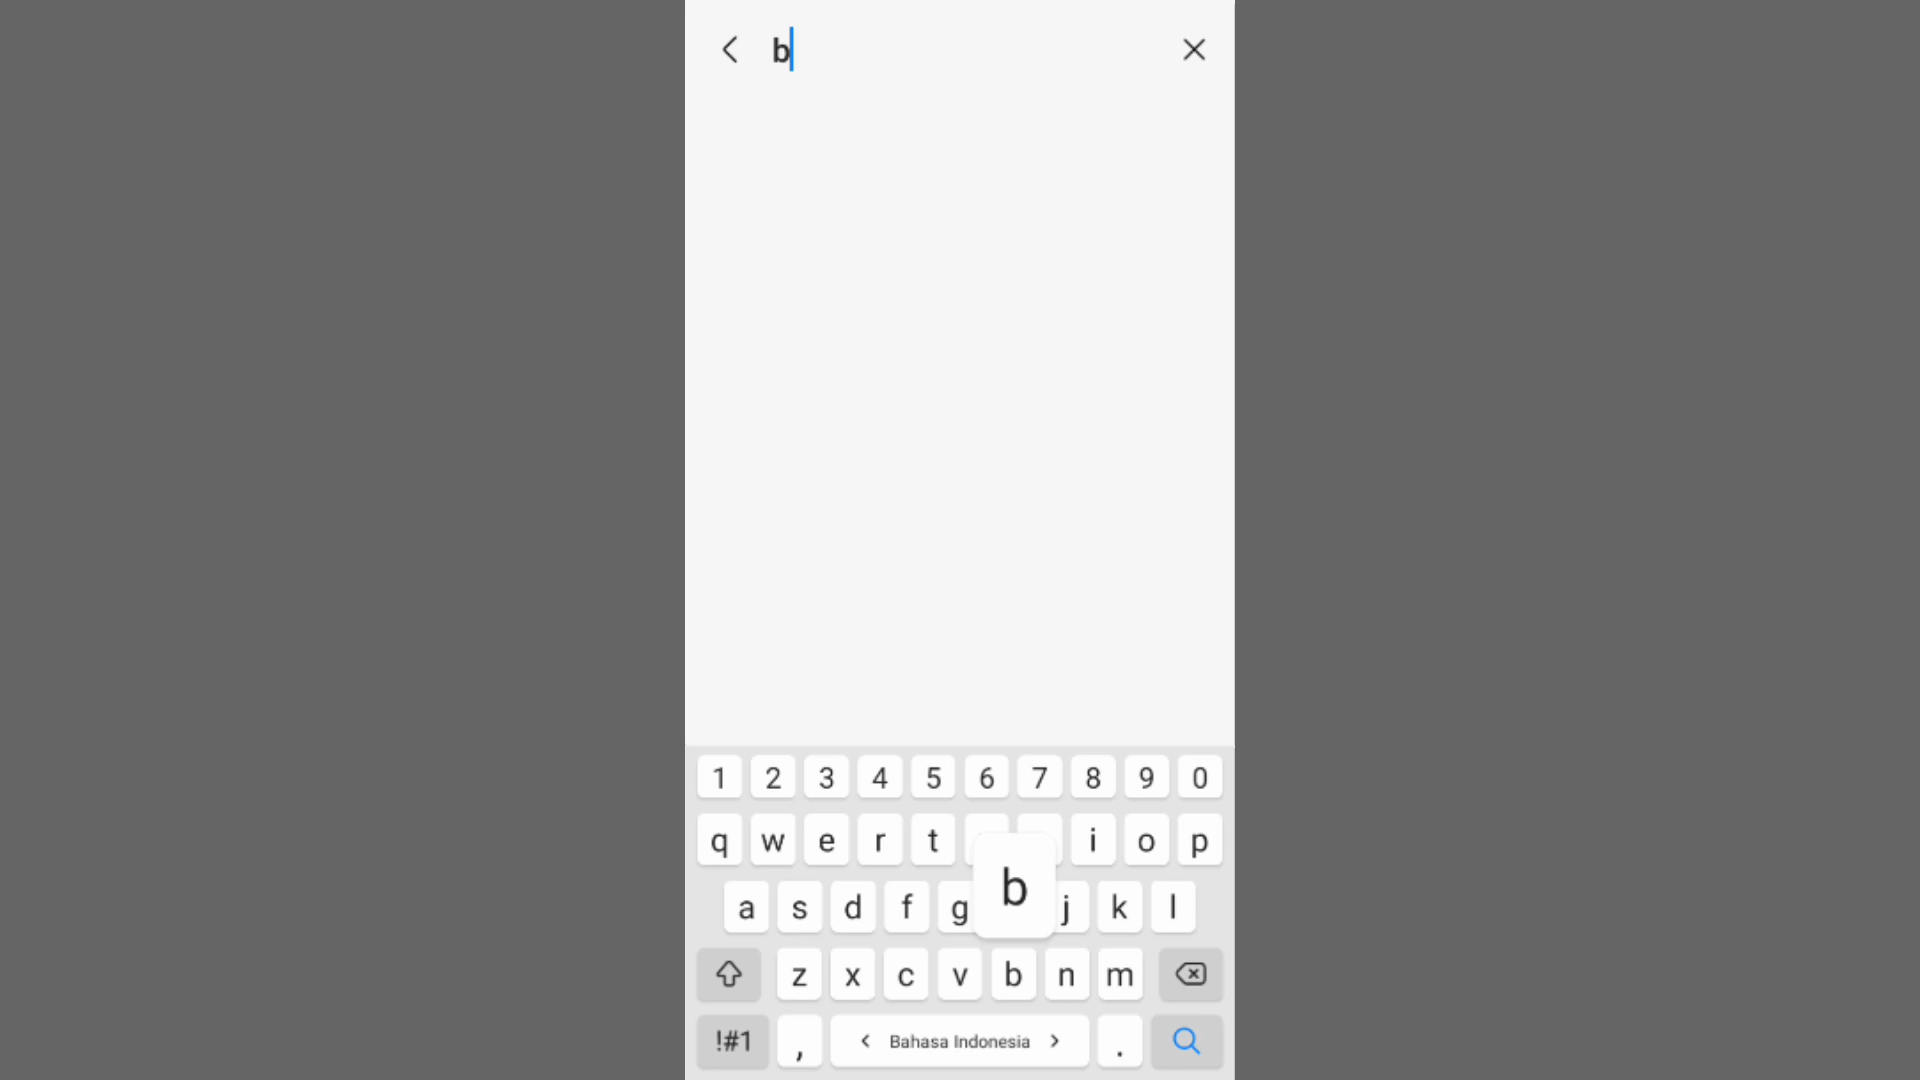 b
1 2 3 4 5 6 7 8 9 0
q w e r t i o p
b
a s d f g j k l
z x c v b n m
!#1 , < Bahasa Indonesia > .